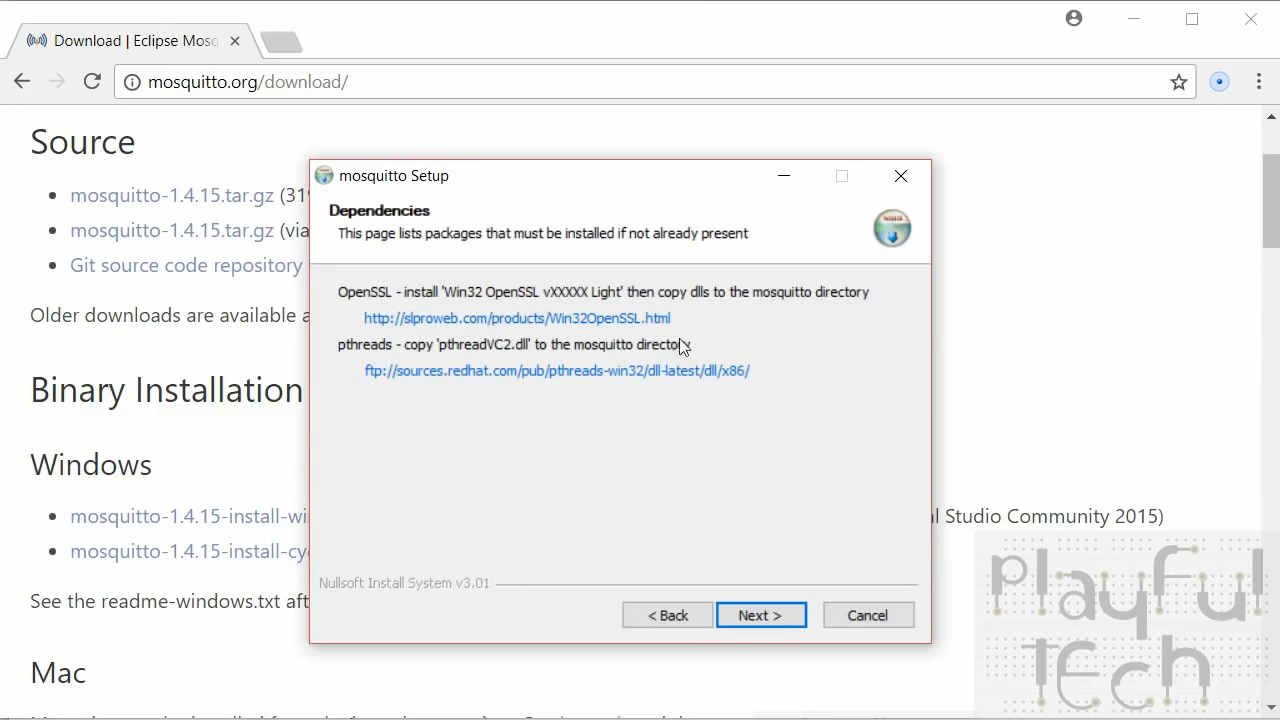 Download | Eclipse Mosq
mosquitto.org/download/
Source
mosquitto-1.4.15.tar.gz (319
mosquitto-1.4.15.tar.gz (via
Git source code repository
Older downloads are available a
Binary Installation
Windows
mosquitto-1.4.15-install-wi
l Studio Community 2015)
mosquitto-1.4.15-install-cy
See the readme-windows.txt aft
Mac
mosquitto Setup
Dependencies
This page lists packages that must be installed if not already present
OpenSSL - install 'Win32 OpenSSL vXXXXX Light' then copy dlls to the mosquitto directory
http://slproweb.com/products/Win32OpenSSL.html
pthreads - copy 'pthreadVC2.dll' to the mosquitto directory
ftp://sources.redhat.com/pub/pthreads-win32/dll-latest/dll/x86/
Nullsoft Install System v3.01
< Back
Next >
Cancel
playful
tech